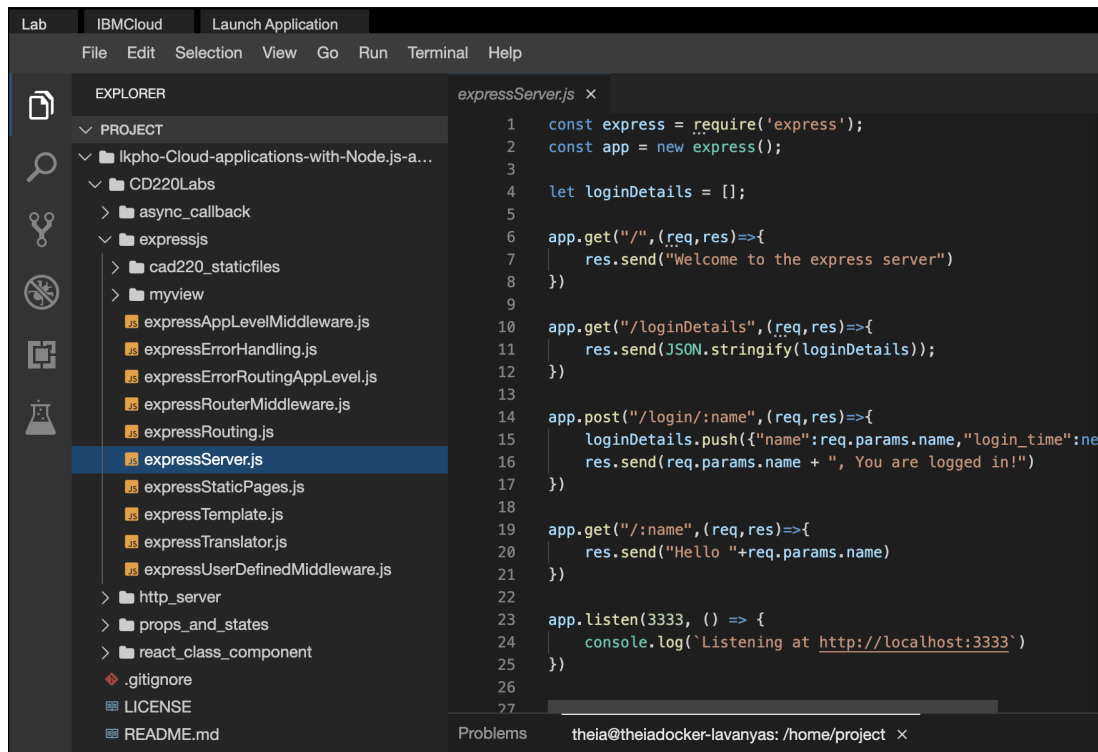 Lab IBMCloud Launch Application
File Edit Selection View Go Run Terminal Help
EXPLORER
PROJECT
lkpho-Cloud-applications-with-Node.js-a...
CD220Labs
async_callback
expressjs
cad220_staticfiles
myview
expressAppLevelMiddleware.js
expressErrorHandling.js
expressErrorRoutingAppLevel.js
expressRouterMiddleware.js
expressRouting.js
expressServer.js
expressStaticPages.js
expressTemplate.js
expressTranslator.js
expressUserDefinedMiddleware.js
http_server
props_and_states
react_class_component
.gitignore
LICENSE
README.md
expressServer.js ×
1 const express = require('express');
2 const app = new express();
3
4 let loginDetails = [];
5
6 app.get("/",(req,res)=>{
7     res.send("Welcome to the express server")
8 })
9
10 app.get("/loginDetails",(req,res)=>{
11     res.send(JSON.stringify(loginDetails));
12 })
13
14 app.post("/login/:name",(req,res)=>{
15     loginDetails.push({"name":req.params.name,"login_time":ne
16     res.send(req.params.name + ", You are logged in!")
17 })
18
19 app.get("/:name",(req,res)=>{
20     res.send("Hello "+req.params.name)
21 })
22
23 app.listen(3333, () => {
24     console.log(`Listening at http://localhost:3333`)
25 })
26
27
Problems theia@theiadocker-lavanyas: /home/project ×